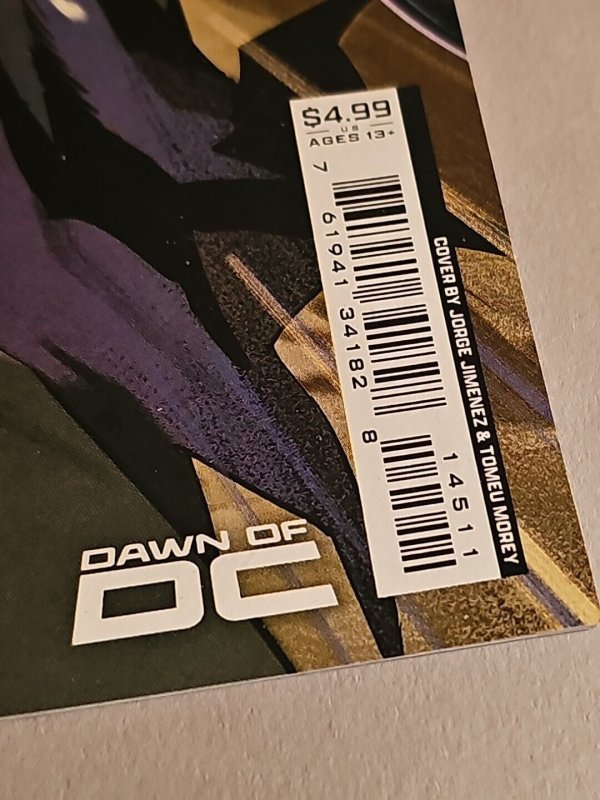 $4.99
US
AGES 13+
7 61941 34182 8
14511
COVER BY JORGE JIMENEZ & TOMEU MOREY
DAWN OF
DC